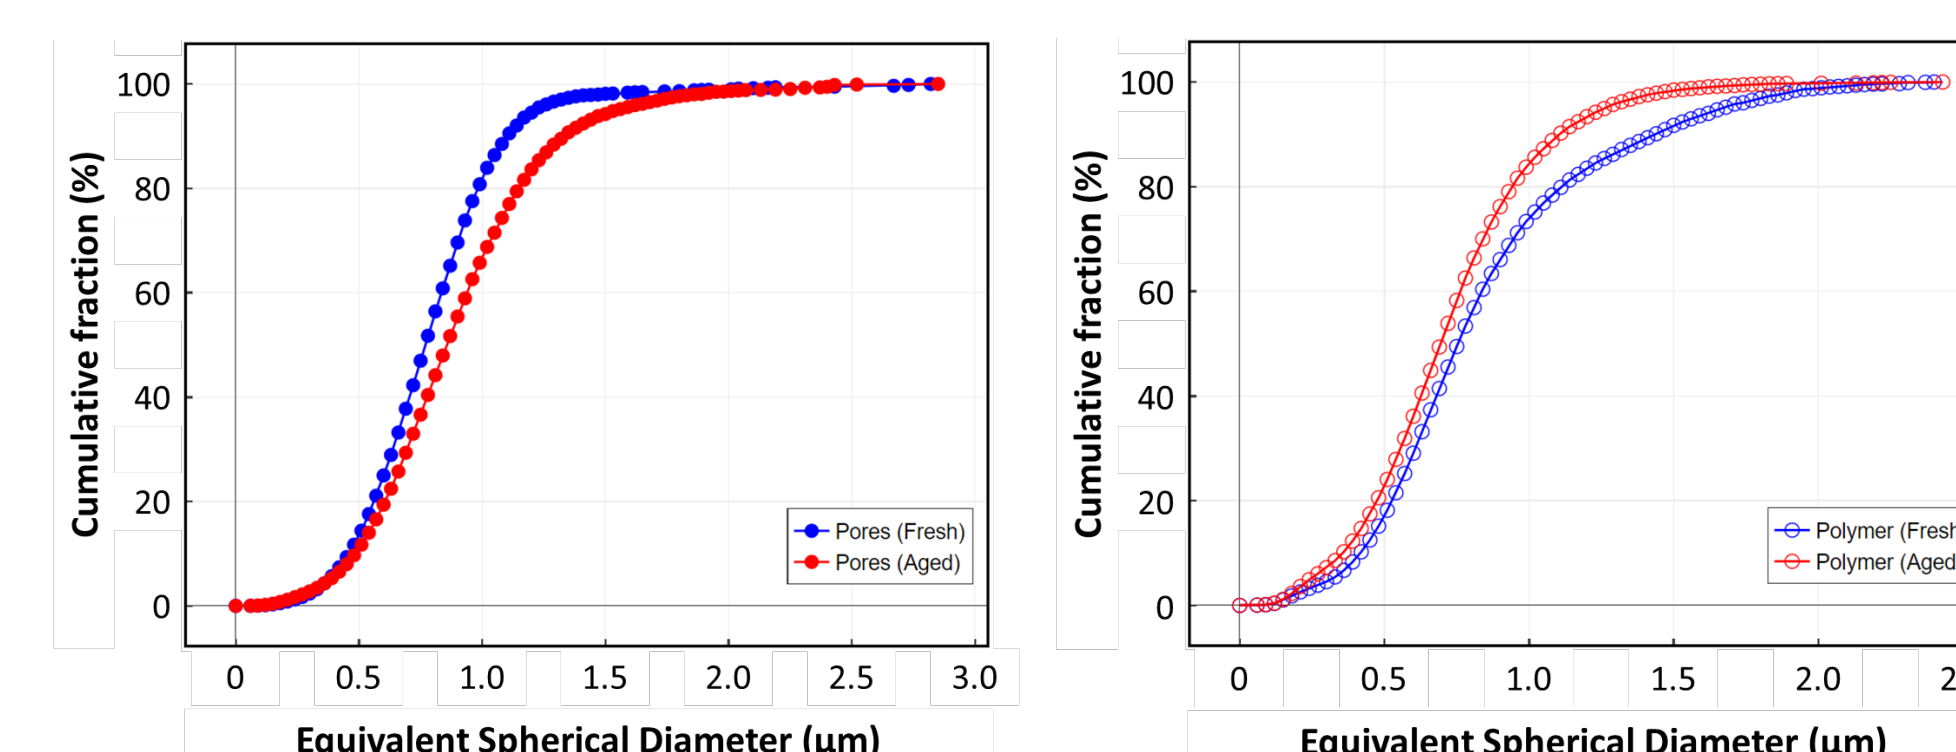 Cumulative fraction (%)
100
80
60
40
20
0
Pores (Fresh)
Pores (Aged)
0 0.5 1.0 1.5 2.0 2.5 3.0
Equivalent Spherical Diameter (µm)
Cumulative fraction (%)
100
80
60
40
20
0
Polymer (Fresh
Polymer (Aged
0 0.5 1.0 1.5 2.0 2
Equivalent Spherical Diameter (µm)